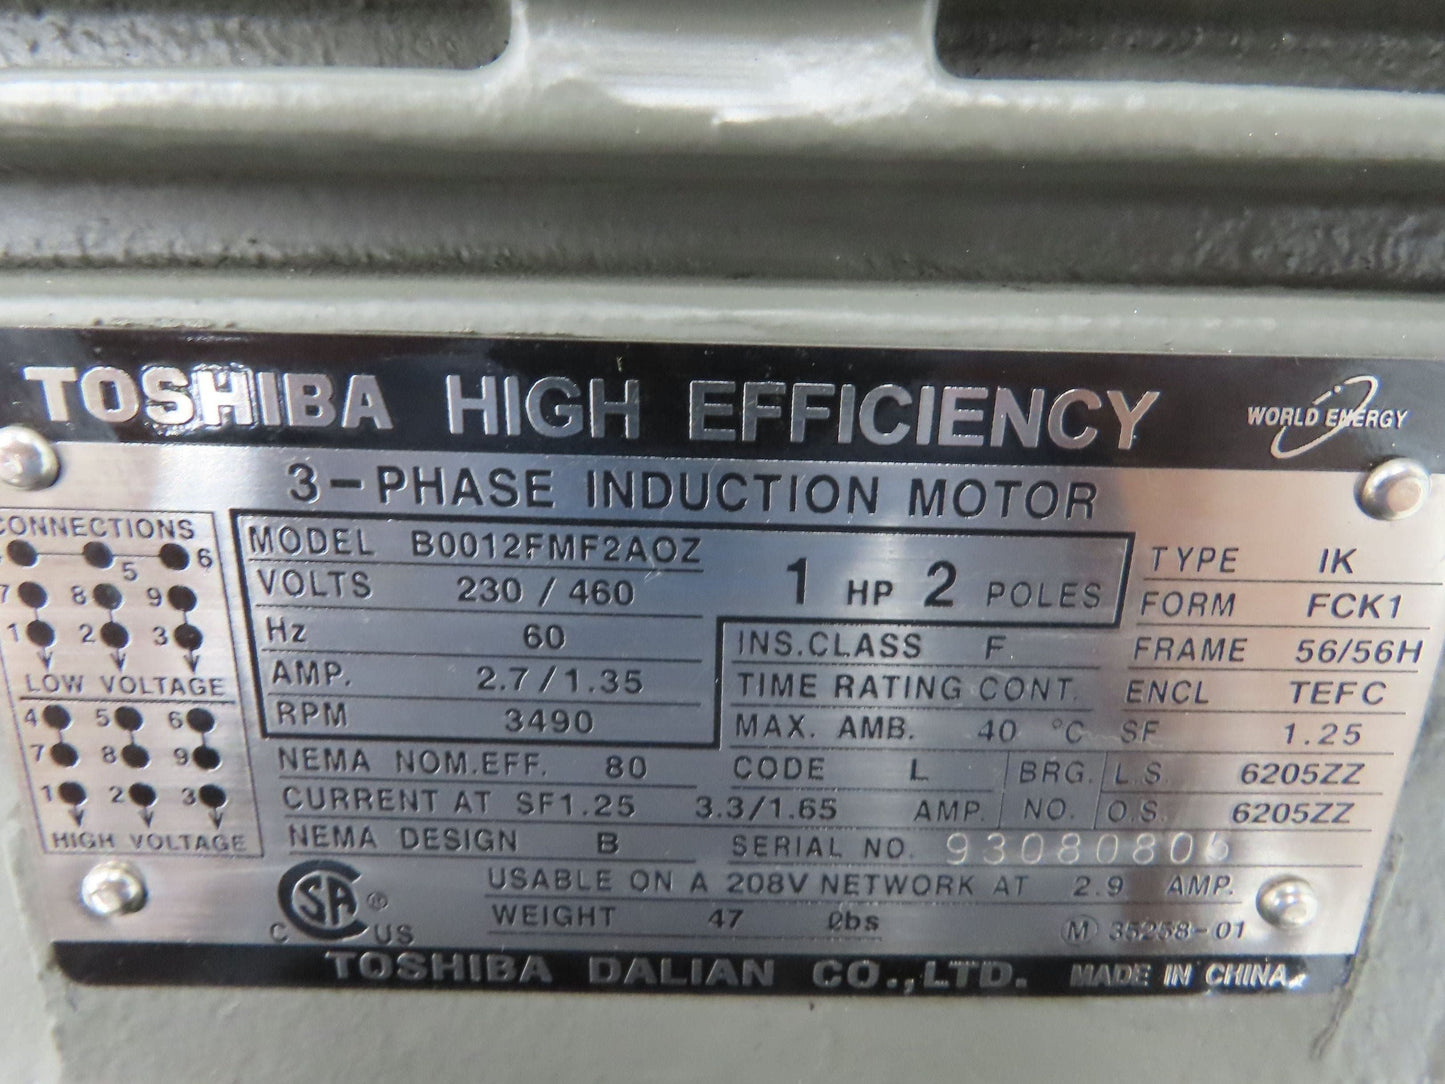 TOSHIBA HIGH EFFICIENCY WORLD ENERGY
3-PHASE INDUCTION MOTOR
CONNECTIONS
6
5
7 8 9
1 2 3
LOW VOLTAGE
4 5 6
7 8 9
1 2 3
HIGH VOLTAGE
MODEL B0012FMF2AOZ
VOLTS 230 / 460
Hz 60
AMP. 2.7/1.35
RPM 3490
1 HP 2 POLES
INS.CLASS F
TIME RATING CONT.
MAX. AMB. 40 °C
TYPE IK
FORM FCK1
FRAME 56/56H
ENCL TEFC
SF 1.25
NEMA NOM.EFF. 80
CODE L
BRG. NO.
L.S. 6205ZZ
O.S. 6205ZZ
CURRENT AT SF1.25 3.3/1.65 AMP.
NEMA DESIGN B
SERIAL NO. 93080806
USABLE ON A 208V NETWORK AT 2.9 AMP.
WEIGHT 47 ℓbs
C SA ® US
M 35258-01
TOSHIBA DALIAN CO.,LTD. MADE IN CHINA